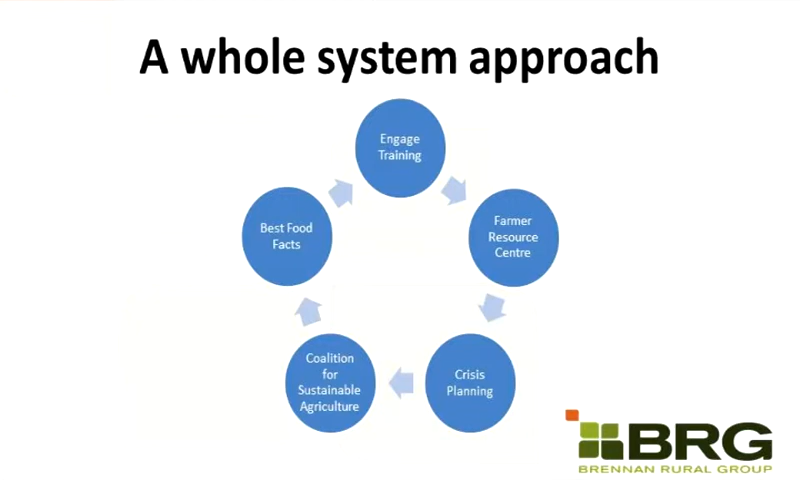 A whole system approach
Engage
Training
Farmer
Resource
Centre
Crisis
Planning
Coalition
for
Sustainable
Agriculture
Best Food
Facts
BRG
BRENNAN RURAL GROUP